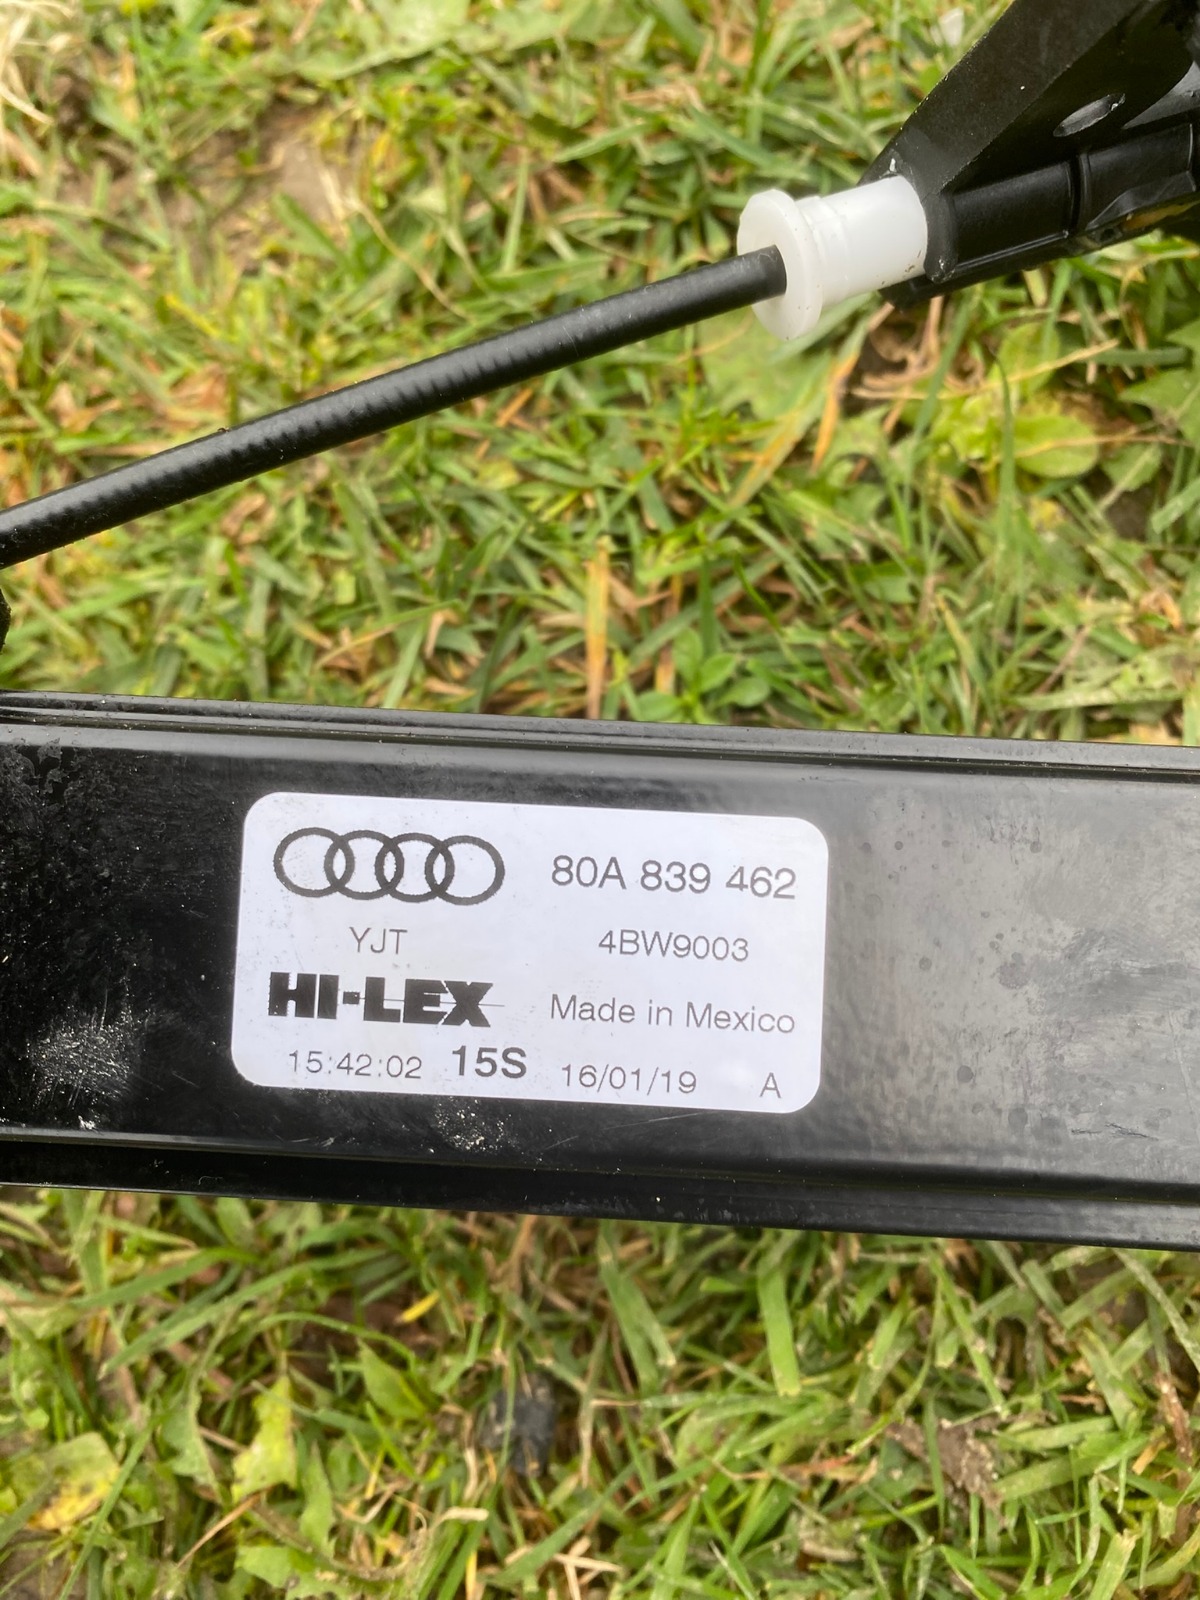 80A 839 462
YJT 4BW9003
HI-LEX Made in Mexico
15:42:02 15S 16/01/19 A